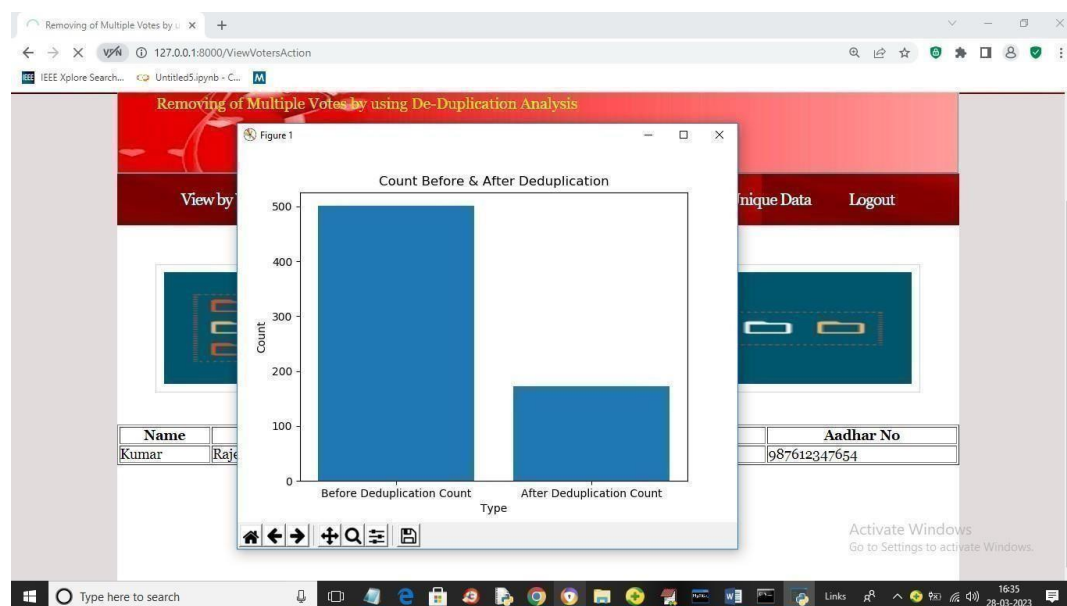 Removing of Multiple Votes by u
127.0.0.1:8000/ViewVotersAction
IEEE IEEE Xplore Search... CO Untitled5.ipynb - C... M
Removing of Multiple Votes by using De-Duplication Analysis
Figure 1
View by
Unique Data Logout
Count Before & After Deduplication
500
400
300
200
100
0
Count
Before Deduplication Count After Deduplication Count
Type
Name Aadhar No
Kumar Raje 987612347654
Activate Windows
Go to Settings to activate Windows.
Type here to search
Links
16:35
28-03-2023